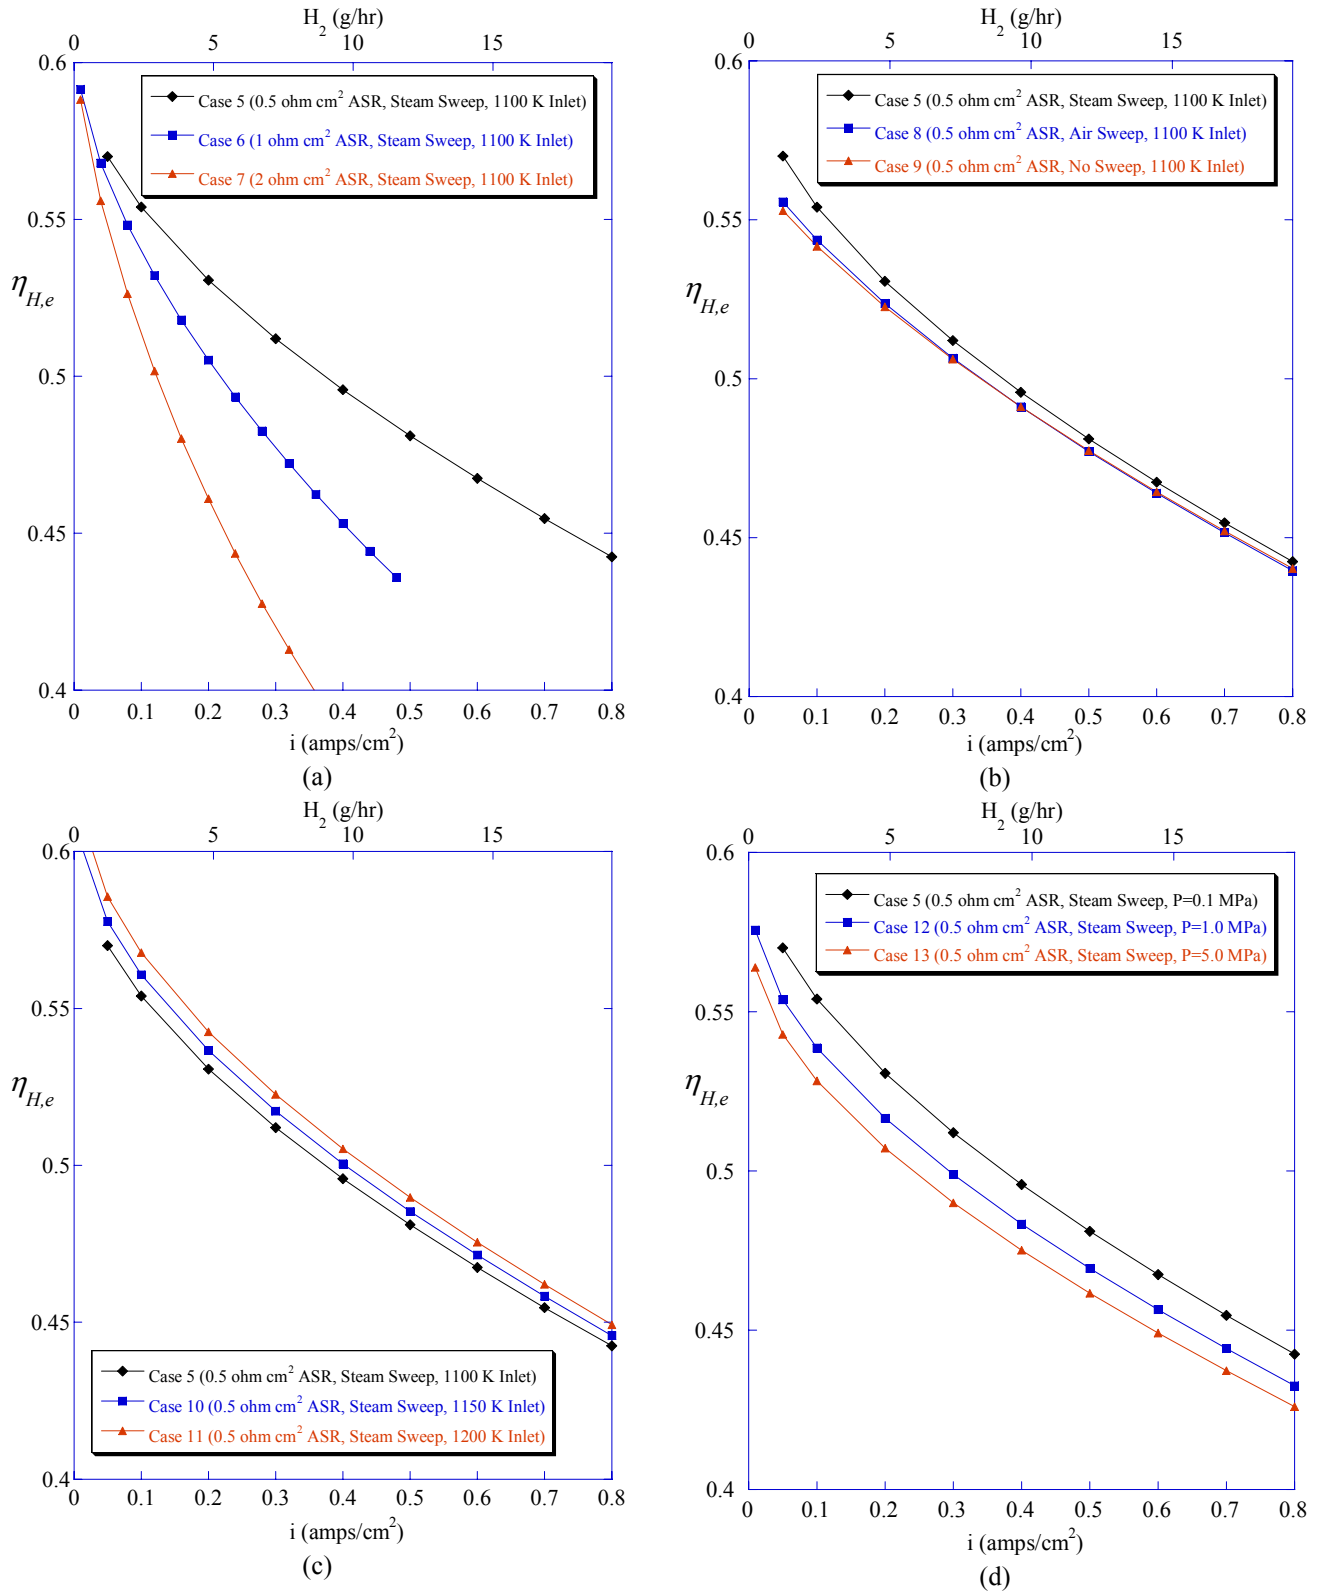 H2 (g/hr)
0 5 10 15
0.6
Case 5 (0.5 ohm cm² ASR, Steam Sweep, 1100 K Inlet)
Case 6 (1 ohm cm² ASR, Steam Sweep, 1100 K Inlet)
Case 7 (2 ohm cm² ASR, Steam Sweep, 1100 K Inlet)
0.55
ηH,e
0.5
0.45
0.4
0 0.1 0.2 0.3 0.4 0.5 0.6 0.7 0.8
i (amps/cm²)
(a)
H2 (g/hr)
0 5 10 15
0.6
Case 5 (0.5 ohm cm² ASR, Steam Sweep, 1100 K Inlet)
Case 8 (0.5 ohm cm² ASR, Air Sweep, 1100 K Inlet)
Case 9 (0.5 ohm cm² ASR, No Sweep, 1100 K Inlet)
0.55
ηH,e
0.5
0.45
0.4
0 0.1 0.2 0.3 0.4 0.5 0.6 0.7 0.8
i (amps/cm²)
(b)
H2 (g/hr)
0 5 10 15
0.6
0.55
ηH,e
0.5
0.45
Case 5 (0.5 ohm cm² ASR, Steam Sweep, 1100 K Inlet)
Case 10 (0.5 ohm cm² ASR, Steam Sweep, 1150 K Inlet)
Case 11 (0.5 ohm cm² ASR, Steam Sweep, 1200 K Inlet)
0.4
0 0.1 0.2 0.3 0.4 0.5 0.6 0.7 0.8
i (amps/cm²)
(c)
H2 (g/hr)
0 5 10 15
0.6
Case 5 (0.5 ohm cm² ASR, Steam Sweep, P=0.1 MPa)
Case 12 (0.5 ohm cm² ASR, Steam Sweep, P=1.0 MPa)
Case 13 (0.5 ohm cm² ASR, Steam Sweep, P=5.0 MPa)
0.55
ηH,e
0.5
0.45
0.4
0 0.1 0.2 0.3 0.4 0.5 0.6 0.7 0.8
i (amps/cm²)
(d)